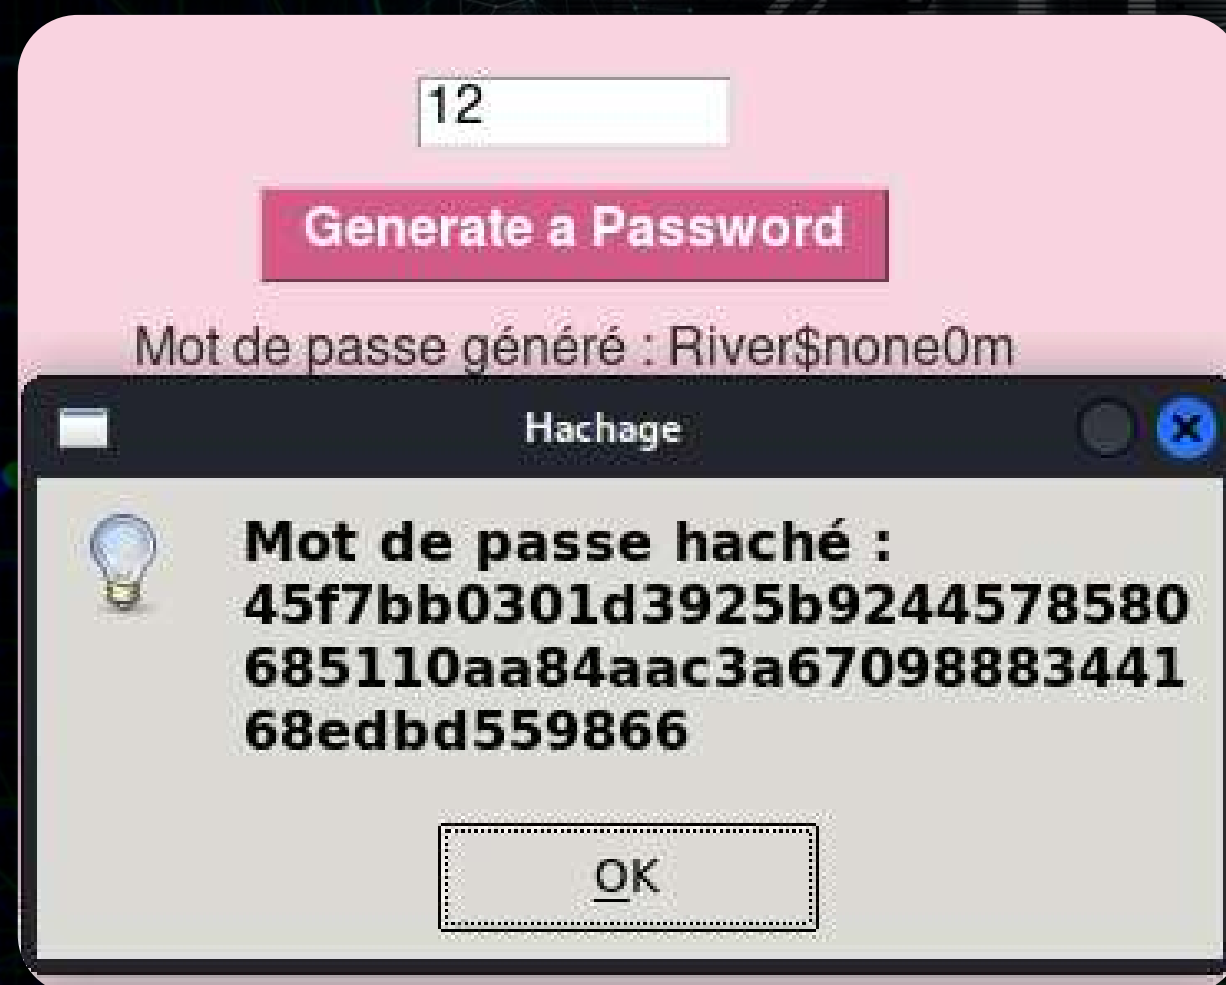 12
Generate a Password
Mot de passe généré : River$none0m
Hachage
Mot de passe haché :
45f7bb0301d3925b9244578580
685110aa84aac3a67098883441
68edbd559866
OK